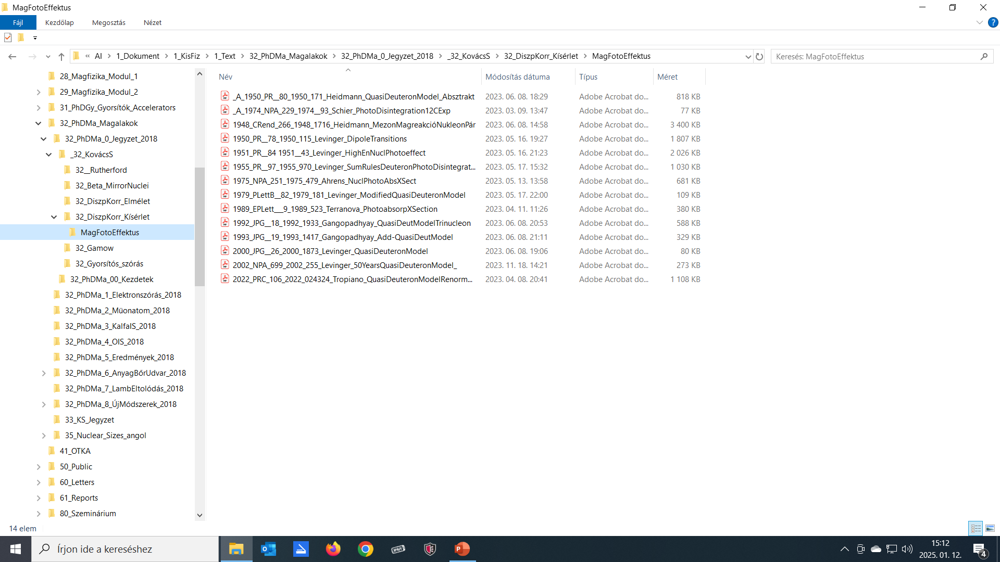 MagFotoEffektus
Fájl Kezdőlap Megosztás Nézet
« AI 1_Dokument 1_KisFiz 1_Text 32_PhDMa_Magalakok 32_PhDMa_0_Jegyzet_2018 _32_KovácsS 32_DiszpKorr_Kísérlet MagFotoEffektus
Keresés: MagFotoEffektus
28_Magfizika_Modul_1
29_Magfizika_Modul_2
31_PhDGy_Gyorsítók_Accelerators
32_PhDMa_Magalakok
32_PhDMa_0_Jegyzet_2018
_32_KovácsS
32__Rutherford
32_Beta_MirrorNuclei
32_DiszpKorr_Elmélet
32_DiszpKorr_Kísérlet
MagFotoEffektus
32_Gamow
32_Gyorsítós_szórás
32_PhDMa_00_Kezdetek
32_PhDMa_1_Elektronszórás_2018
32_PhDMa_2_Müonatom_2018
32_PhDMa_3_KalfaIS_2018
32_PhDMa_4_OIS_2018
32_PhDMa_5_Eredmények_2018
32_PhDMa_6_AnyagBőrUdvar_2018
32_PhDMa_7_LambEltolódás_2018
32_PhDMa_8_ÚjMódszerek_2018
33_KS_Jegyzet
35_Nuclear_Sizes_angol
41_OTKA
50_Public
60_Letters
61_Reports
80_Szeminárium
Név Módosítás dátuma Típus Méret
_A_1950_PR__80_1950_171_Heidmann_QuasiDeuteronModel_Absztrakt 2023. 06. 08. 18:29 Adobe Acrobat do... 818 KB
_A_1974_NPA_229_1974__93_Schier_PhotoDisintegration12CExp 2023. 03. 09. 13:47 Adobe Acrobat do... 77 KB
1948_CRend_266_1948_1716_Heidmann_MezonMagreakcióNukleonPár 2023. 06. 08. 14:58 Adobe Acrobat do... 3 400 KB
1950_PR__78_1950_115_Levinger_DipoleTransitions 2023. 05. 16. 19:27 Adobe Acrobat do... 1 807 KB
1951_PR__84 1951__43_Levinger_HighEnNuclPhotoeffect 2023. 05. 16. 21:23 Adobe Acrobat do... 2 026 KB
1955_PR__97_1955_970_Levinger_SumRulesDeuteronPhotoDisintegrat... 2023. 05. 17. 15:32 Adobe Acrobat do... 1 030 KB
1975_NPA_251_1975_479_Ahrens_NuclPhotoAbsXSect 2023. 05. 13. 13:58 Adobe Acrobat do... 681 KB
1979_PLettB__82_1979_181_Levinger_ModifiedQuasiDeuteronModel 2023. 05. 17. 22:00 Adobe Acrobat do... 109 KB
1989_EPLett___9_1989_523_Terranova_PhotoabsorpXSection 2023. 04. 11. 11:26 Adobe Acrobat do... 380 KB
1992_JPG__18_1992_1933_Gangopadhyay_QuasiDeutModelTrinucleon 2023. 06. 08. 20:53 Adobe Acrobat do... 588 KB
1993_JPG__19_1993_1417_Gangopadhyay_Add-QuasiDeutModel 2023. 06. 08. 21:11 Adobe Acrobat do... 329 KB
2000_JPG__26_2000_1873_Levinger_QuasiDeuteronModel 2023. 06. 08. 19:06 Adobe Acrobat do... 80 KB
2002_NPA_699_2002_255_Levinger_50YearsQuasiDeuteronModel_ 2023. 11. 18. 14:21 Adobe Acrobat do... 273 KB
2022_PRC_106_2022_024324_Tropiano_QuasiDeuteronModelRenorm... 2023. 04. 08. 20:41 Adobe Acrobat do... 1 108 KB
14 elem
Írjon ide a kereséshez
15:12
2025. 01. 12.
4